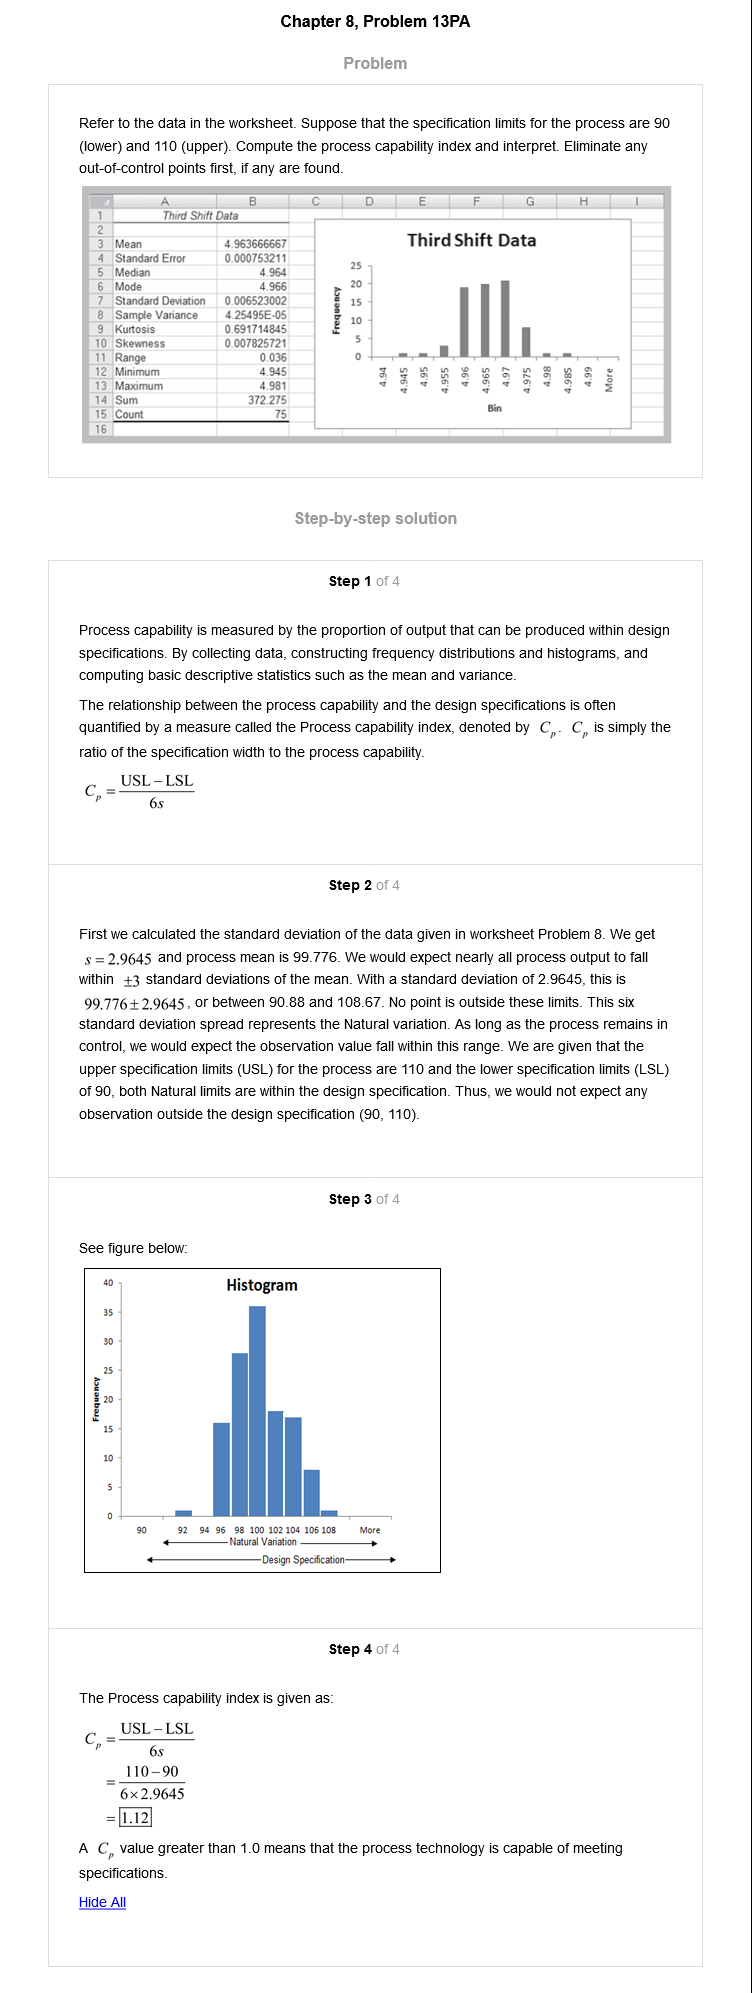 Chapter 8, Problem 13PA
Problem
Refer to the data in the worksheet. Suppose that the specification limits for the process are 90
(lower) and 110 (upper). Compute the process capability index and interpret. Eliminate any
out-of-control points first, if any are found.
A B C D E F G H I
1 Third Shift Data
2
3 Mean 4.963666667
4 Standard Error 0.000753211
5 Median 4.964
6 Mode 4.966
7 Standard Deviation 0.006523002
8 Sample Variance 4.25495E-05
9 Kurtosis 0.691714845
10 Skewness 0.007825721
11 Range 0.036
12 Minimum 4.945
13 Maximum 4.981
14 Sum 372.275
15 Count 75
16
Third Shift Data
Frequency
25
20
15
10
5
0
4.94 4.945 4.95 4.955 4.96 4.965 4.97 4.975 4.98 4.985 4.99 More
Bin
Step-by-step solution
Step 1 of 4
Process capability is measured by the proportion of output that can be produced within design
specifications. By collecting data, constructing frequency distributions and histograms, and
computing basic descriptive statistics such as the mean and variance.
The relationship between the process capability and the design specifications is often
quantified by a measure called the Process capability index, denoted by Cp. Cp is simply the
ratio of the specification width to the process capability.
Cp = USL − LSL
6s
Step 2 of 4
First we calculated the standard deviation of the data given in worksheet Problem 8. We get
s = 2.9645 and process mean is 99.776. We would expect nearly all process output to fall
within ±3 standard deviations of the mean. With a standard deviation of 2.9645, this is
99.776 ± 2.9645, or between 90.88 and 108.67. No point is outside these limits. This six
standard deviation spread represents the Natural variation. As long as the process remains in
control, we would expect the observation value fall within this range. We are given that the
upper specification limits (USL) for the process are 110 and the lower specification limits (LSL)
of 90, both Natural limits are within the design specification. Thus, we would not expect any
observation outside the design specification (90, 110).
Step 3 of 4
See figure below:
Histogram
Frequency
40
35
30
25
20
15
10
5
0
90 92 94 96 98 100 102 104 106 108 More
Natural Variation
Design Specification
Step 4 of 4
The Process capability index is given as:
Cp = USL − LSL
6s
= 110 − 90
6 × 2.9645
= 1.12
A Cp value greater than 1.0 means that the process technology is capable of meeting
specifications.
Hide All